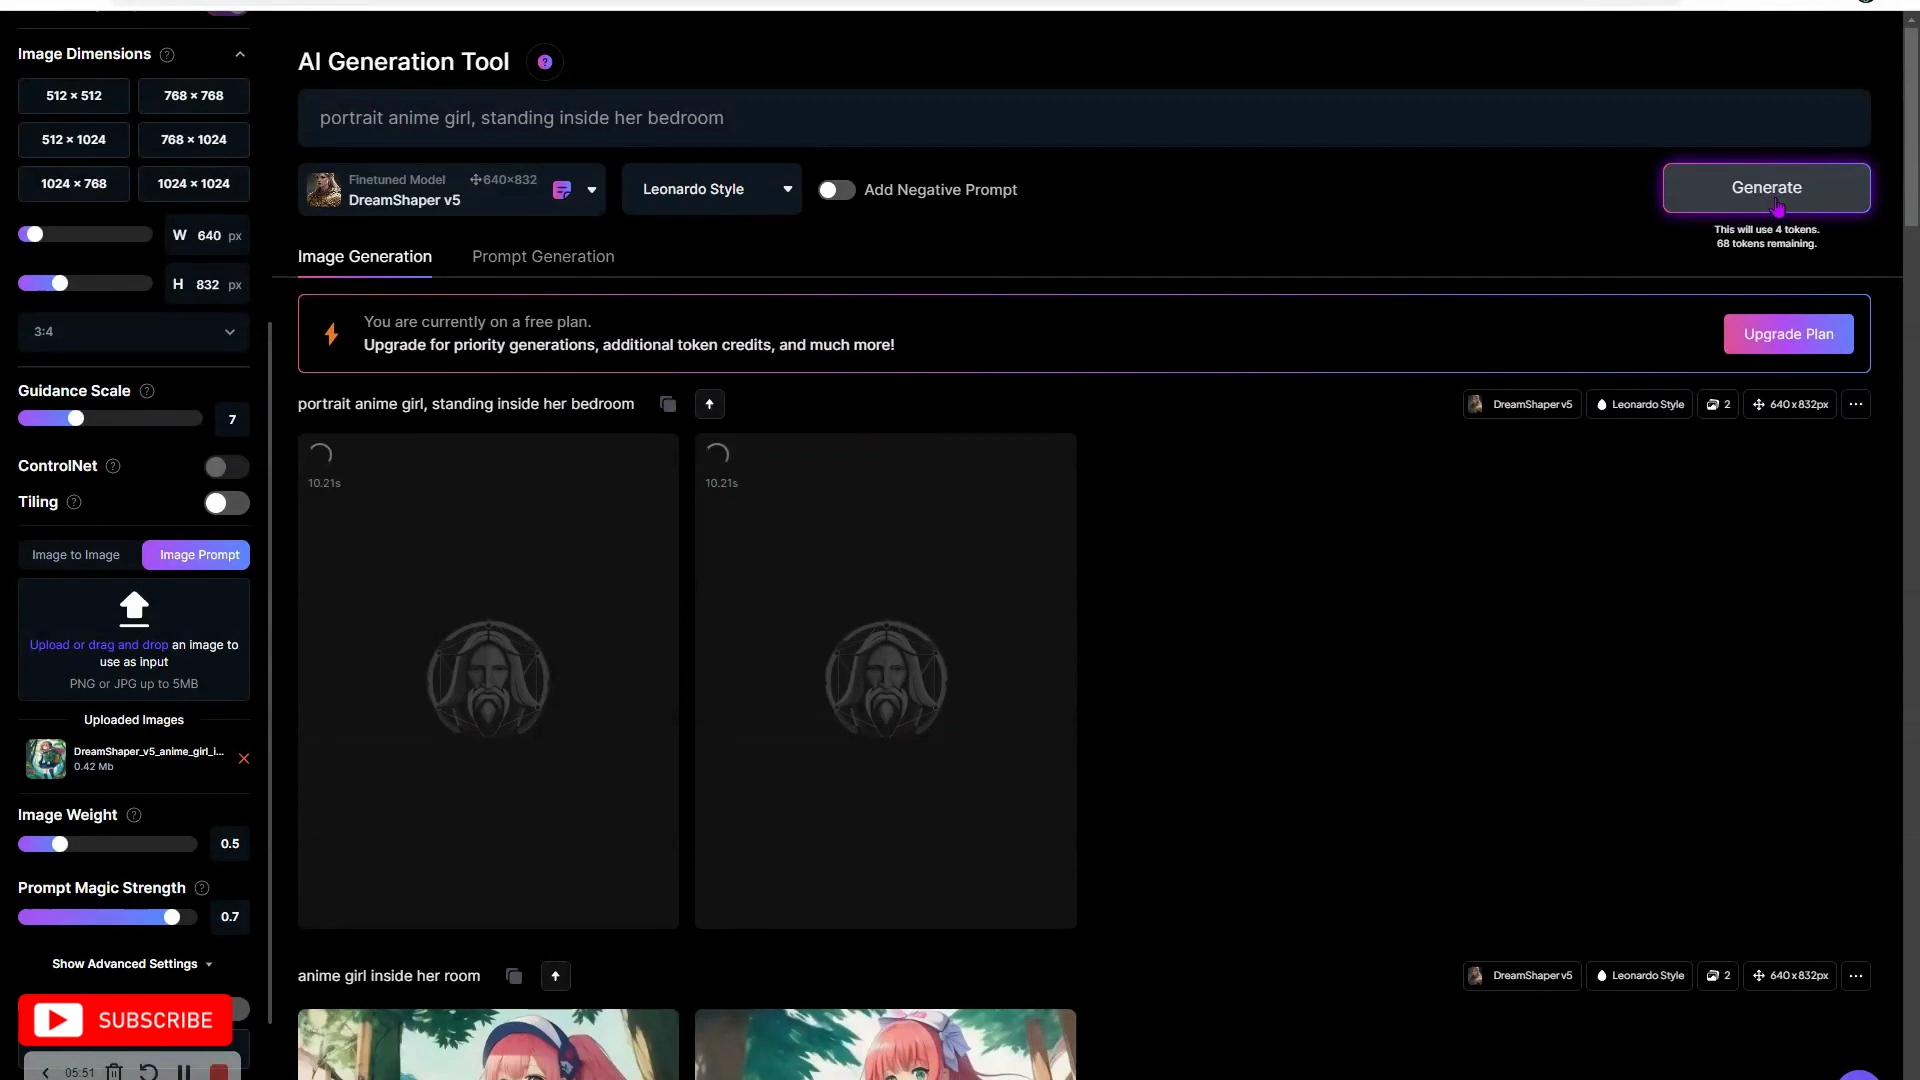 Image Dimensions
512 × 512
768 × 768
512 × 1024
768 × 1024
1024 × 768
1024 × 1024
W 640 px
H 832 px
3:4
Guidance Scale
7
ControlNet
Tiling
Image to Image
Image Prompt
Upload or drag and drop an image to
use as input
PNG or JPG up to 5MB
Uploaded Images
DreamShaper_v5_anime_girl_i...
0.42 Mb
Image Weight
0.5
Prompt Magic Strength
0.7
Show Advanced Settings
SUBSCRIBE
05:51
AI Generation Tool
portrait anime girl, standing inside her bedroom
Finetuned Model 640×832
DreamShaper v5
Leonardo Style
Add Negative Prompt
Generate
This will use 4 tokens.
68 tokens remaining.
Image Generation
Prompt Generation
You are currently on a free plan.
Upgrade for priority generations, additional token credits, and much more!
Upgrade Plan
portrait anime girl, standing inside her bedroom
DreamShaper v5
Leonardo Style
2
640 x 832px
10.21s
10.21s
anime girl inside her room
DreamShaper v5
Leonardo Style
2
640 x 832px